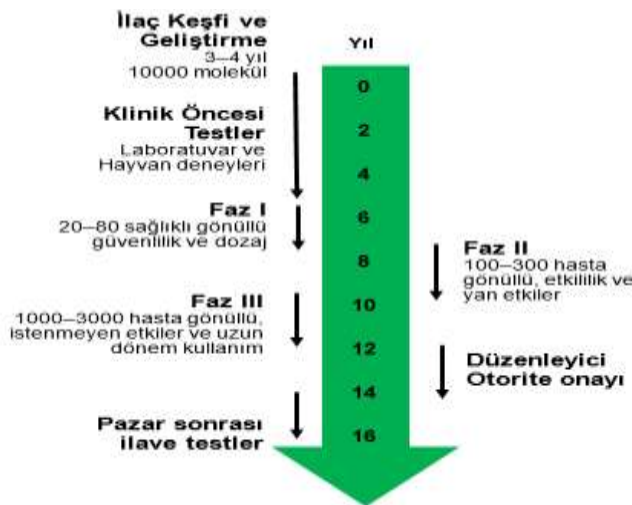 İlaç Keşfi ve
Geliştirme
3–4 yıl
10000 molekül
Klinik Öncesi
Testler
Laboratuvar ve
Hayvan deneyleri
Faz I
20–80 sağlıklı gönüllü
güvenlilik ve dozaj
Faz III
1000–3000 hasta gönüllü,
istenmeyen etkiler ve uzun
dönem kullanım
Pazar sonrası
ilave testler
Yıl
0
2
4
6
8
10
12
14
16
Faz II
100–300 hasta
gönüllü, etkililik ve
yan etkiler
Düzenleyici
Otorite onayı